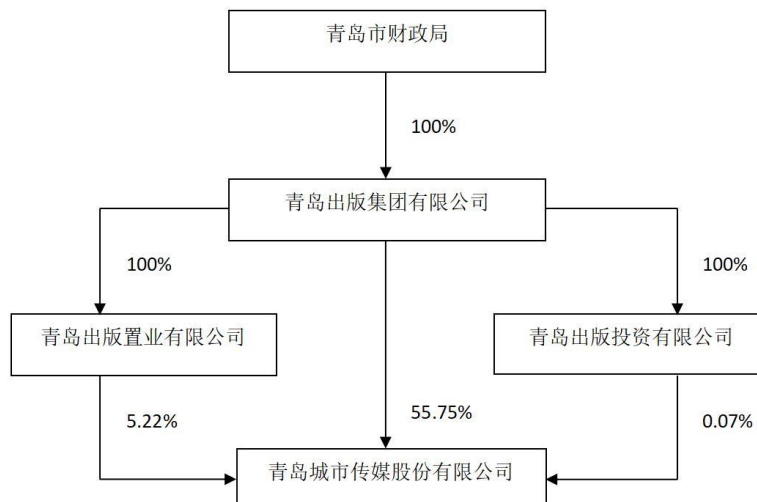 青岛市财政局
100%
青岛出版集团有限公司
100%
100%
青岛出版置业有限公司
青岛出版投资有限公司
5.22%
55.75%
0.07%
青岛城市传媒股份有限公司